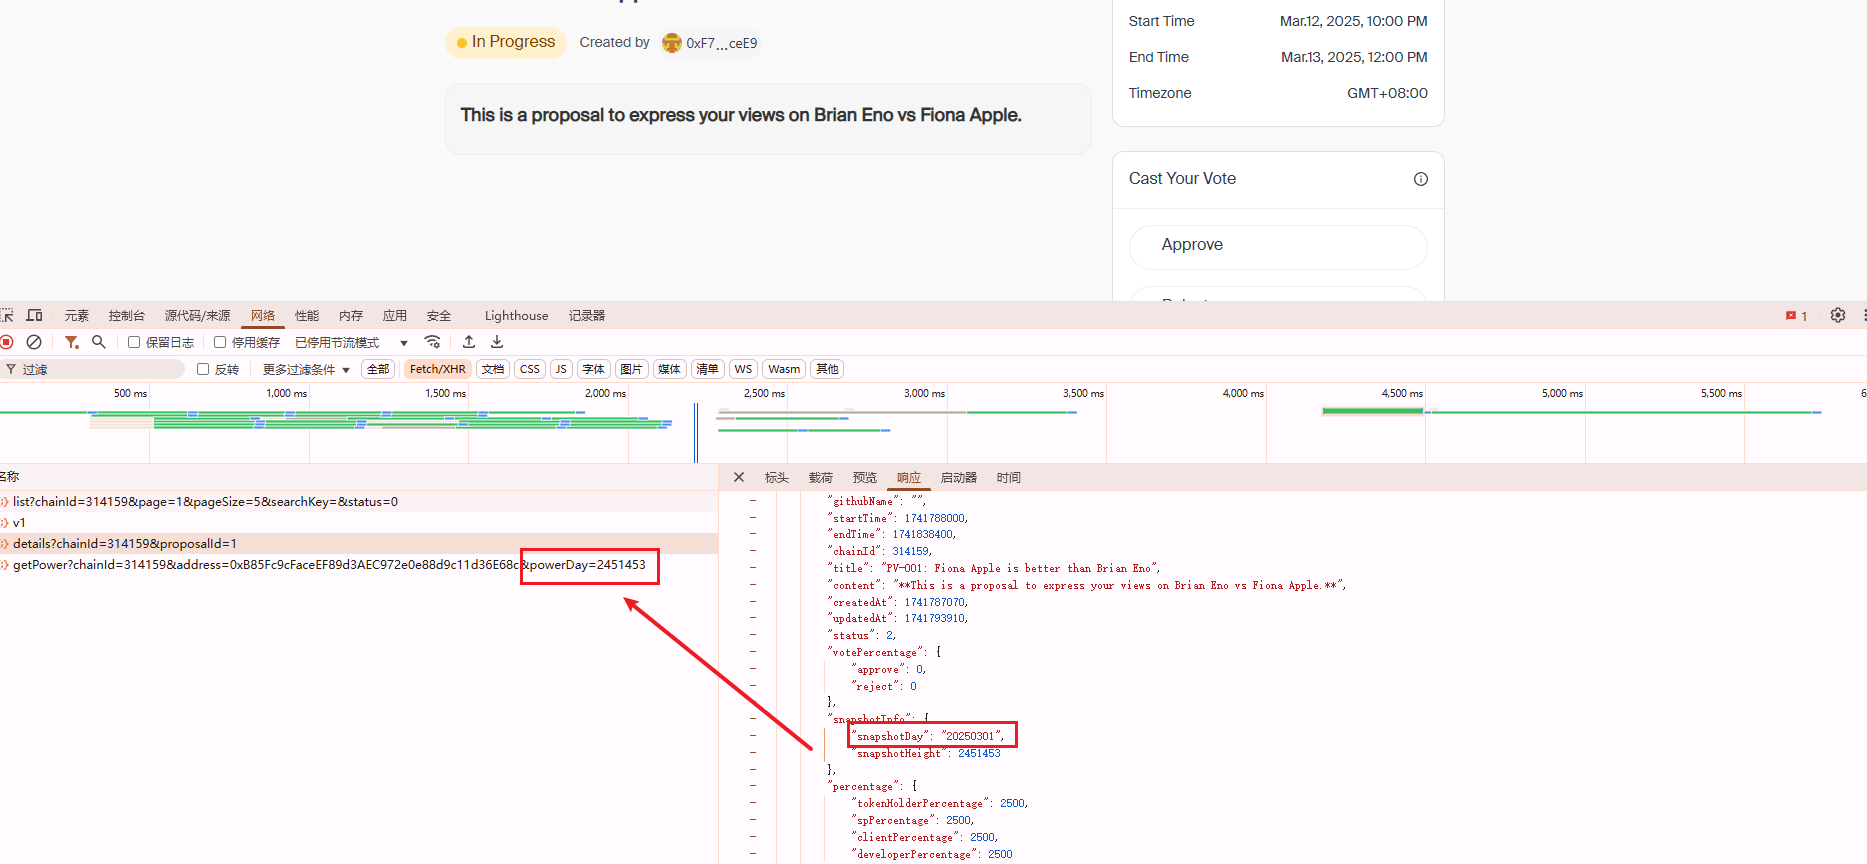 Start Time Mar.12, 2025, 10:00 PM
In Progress Created by 0xF7...ceE9
End Time Mar.13, 2025, 12:00 PM
Timezone GMT+08:00
This is a proposal to express your views on Brian Eno vs Fiona Apple.
Cast Your Vote
Approve
元素 控制台 源代码/来源 网络 性能 内存 应用 安全 Lighthouse 记录器 1
保留日志 停用缓存 已停用节流模式
过滤 反转 更多过滤条件 全部 Fetch/XHR 文档 CSS JS 字体 图片 媒体 清单 WS Wasm 其他
500 ms 1,000 ms 1,500 ms 2,000 ms 2,500 ms 3,000 ms 3,500 ms 4,000 ms 4,500 ms 5,000 ms 5,500 ms 6
名称
list?chainId=314159&page=1&pageSize=5&searchKey=&status=0
v1
details?chainId=314159&proposalId=1
getPower?chainId=314159&address=0xB85Fc9cFaceEF89d3AEC972e0e88d9c11d36E68c&powerDay=2451453
标头 载荷 预览 响应 启动器 时间
"githubName": "",
"startTime": 1741788000,
"endTime": 1741838400,
"chainId": 314159,
"title": "PV-001: Fiona Apple is better than Brian Eno",
"content": "**This is a proposal to express your views on Brian Eno vs Fiona Apple.**",
"createdAt": 1741787070,
"updatedAt": 1741793910,
"status": 2,
"votePercentage": {
"approve": 0,
"reject": 0
},
"snapshotInfo": {
"snapshotDay": "20250301",
"snapshotHeight": 2451453
},
"percentage": {
"tokenHolderPercentage": 2500,
"spPercentage": 2500,
"clientPercentage": 2500,
"developerPercentage": 2500